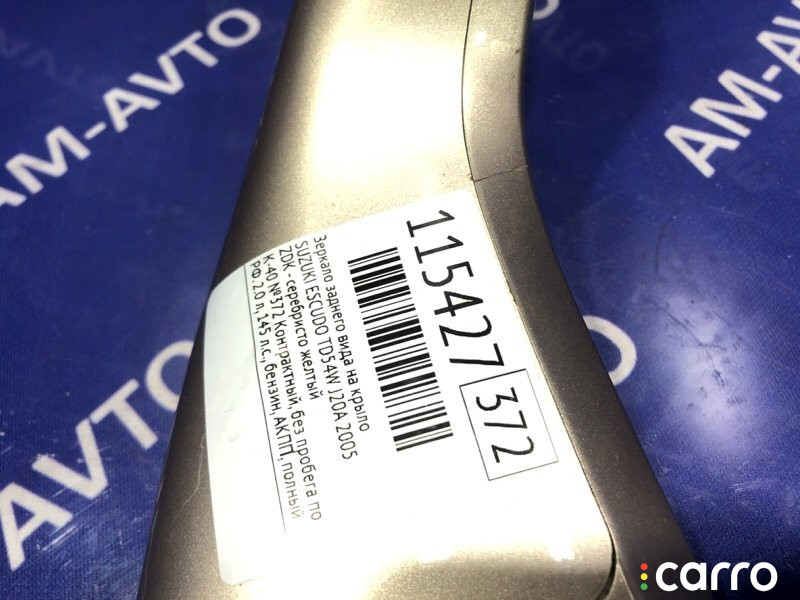 AM-AVTO
AM-AVTO
AM-AVTO
115427 372
Зеркало заднего вида на крыло
SUZUKI ESCUDO TD54W J20A 2005
ZDK - серебристо желтый
К-40 №372 Контрактный, без пробега по
РФ. 2.0 л, 145 л.с., бензин, АКПП, полный
carro